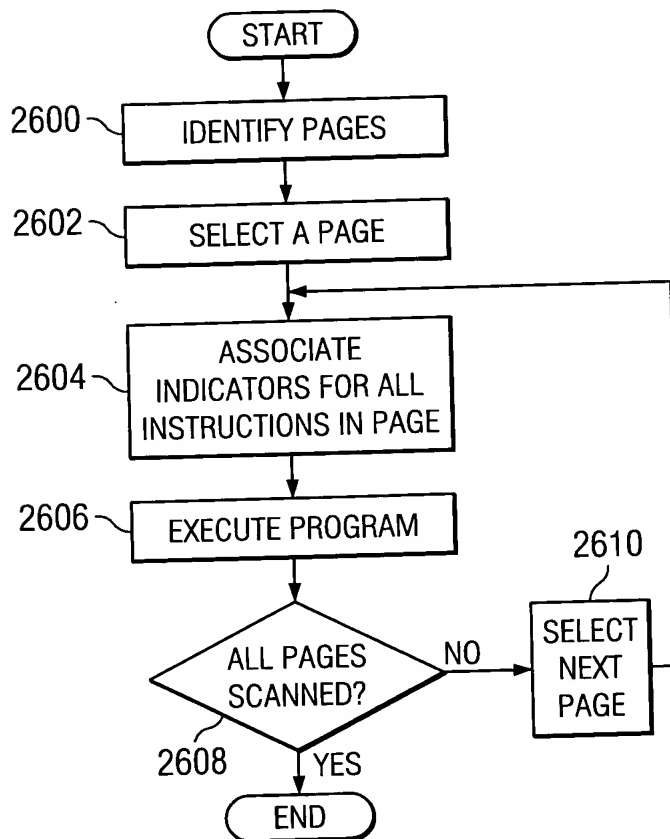 START
2600
IDENTIFY PAGES
2602
SELECT A PAGE
2604
ASSOCIATE
INDICATORS FOR ALL
INSTRUCTIONS IN PAGE
2606
EXECUTE PROGRAM
2608
ALL PAGES
SCANNED?
NO
2610
SELECT
NEXT
PAGE
YES
END